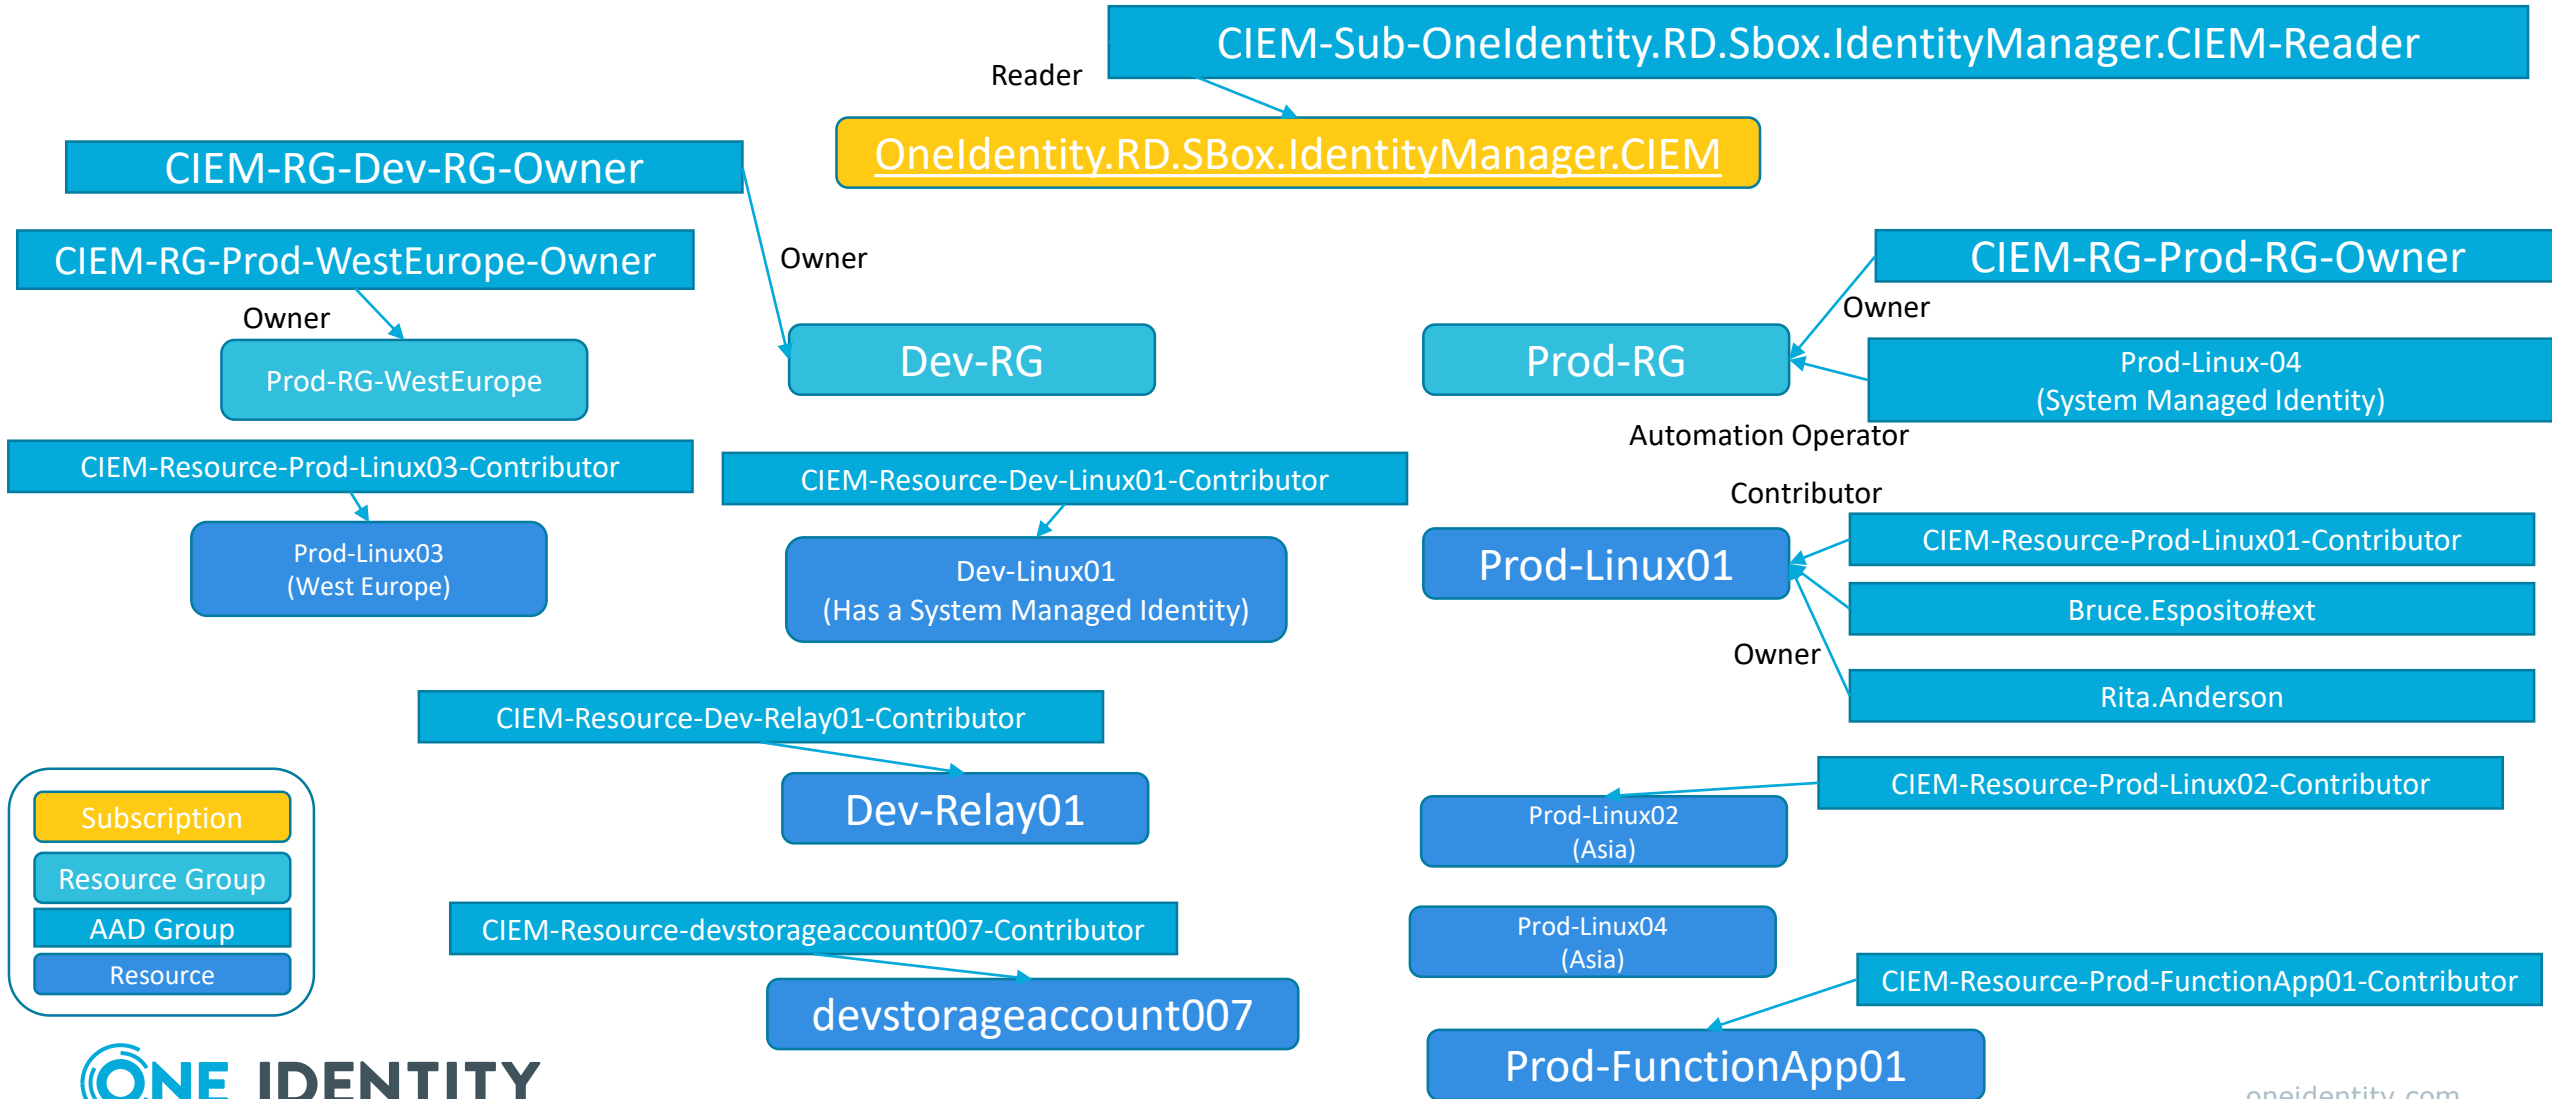 CIEM-Sub-OneIdentity.RD.Sbox.IdentityManager.CIEM-Reader
Reader
OneIdentity.RD.SBox.IdentityManager.CIEM
CIEM-RG-Dev-RG-Owner
CIEM-RG-Prod-WestEurope-Owner
Owner
CIEM-RG-Prod-RG-Owner
Owner
Owner
Prod-RG-WestEurope
Dev-RG
Prod-RG
Prod-Linux-04
(System Managed Identity)
Automation Operator
CIEM-Resource-Prod-Linux03-Contributor
CIEM-Resource-Dev-Linux01-Contributor
Contributor
Prod-Linux03
(West Europe)
Dev-Linux01
(Has a System Managed Identity)
Prod-Linux01
CIEM-Resource-Prod-Linux01-Contributor
Bruce.Esposito#ext
Owner
Rita.Anderson
CIEM-Resource-Dev-Relay01-Contributor
CIEM-Resource-Prod-Linux02-Contributor
Dev-Relay01
Prod-Linux02
(Asia)
Subscription
Resource Group
AAD Group
Resource
CIEM-Resource-devstorageaccount007-Contributor
Prod-Linux04
(Asia)
CIEM-Resource-Prod-FunctionApp01-Contributor
devstorageaccount007
Prod-FunctionApp01
ONE IDENTITY
oneidentity.com